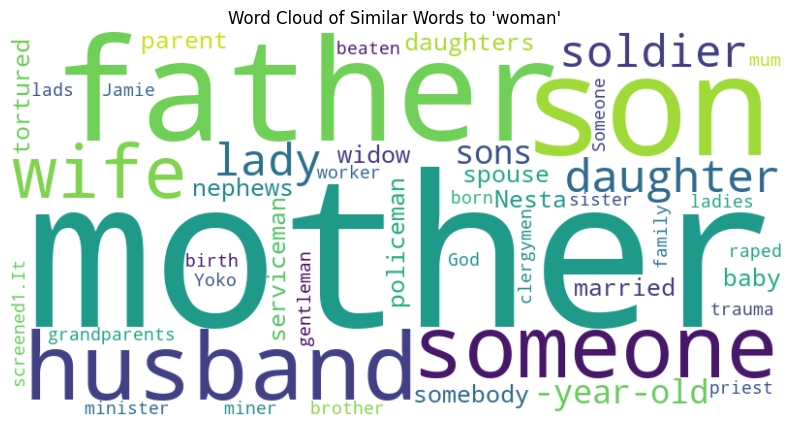 Word Cloud of Similar Words to 'woman'
father
parent
beaten
daughters
soldier
mum
tortured
lads
Jamie
son
Someone
wife
lady
nephews
worker
widow
sons
spouse
daughter
mother
born
Nesta
sister
ladies
serviceman
policeman
clergymen
family
raped
birth
Yoko
gentleman
God
married
baby
trauma
screened1.It
grandparents
husband
someone
somebody
-year-old
priest
minister
miner
brother